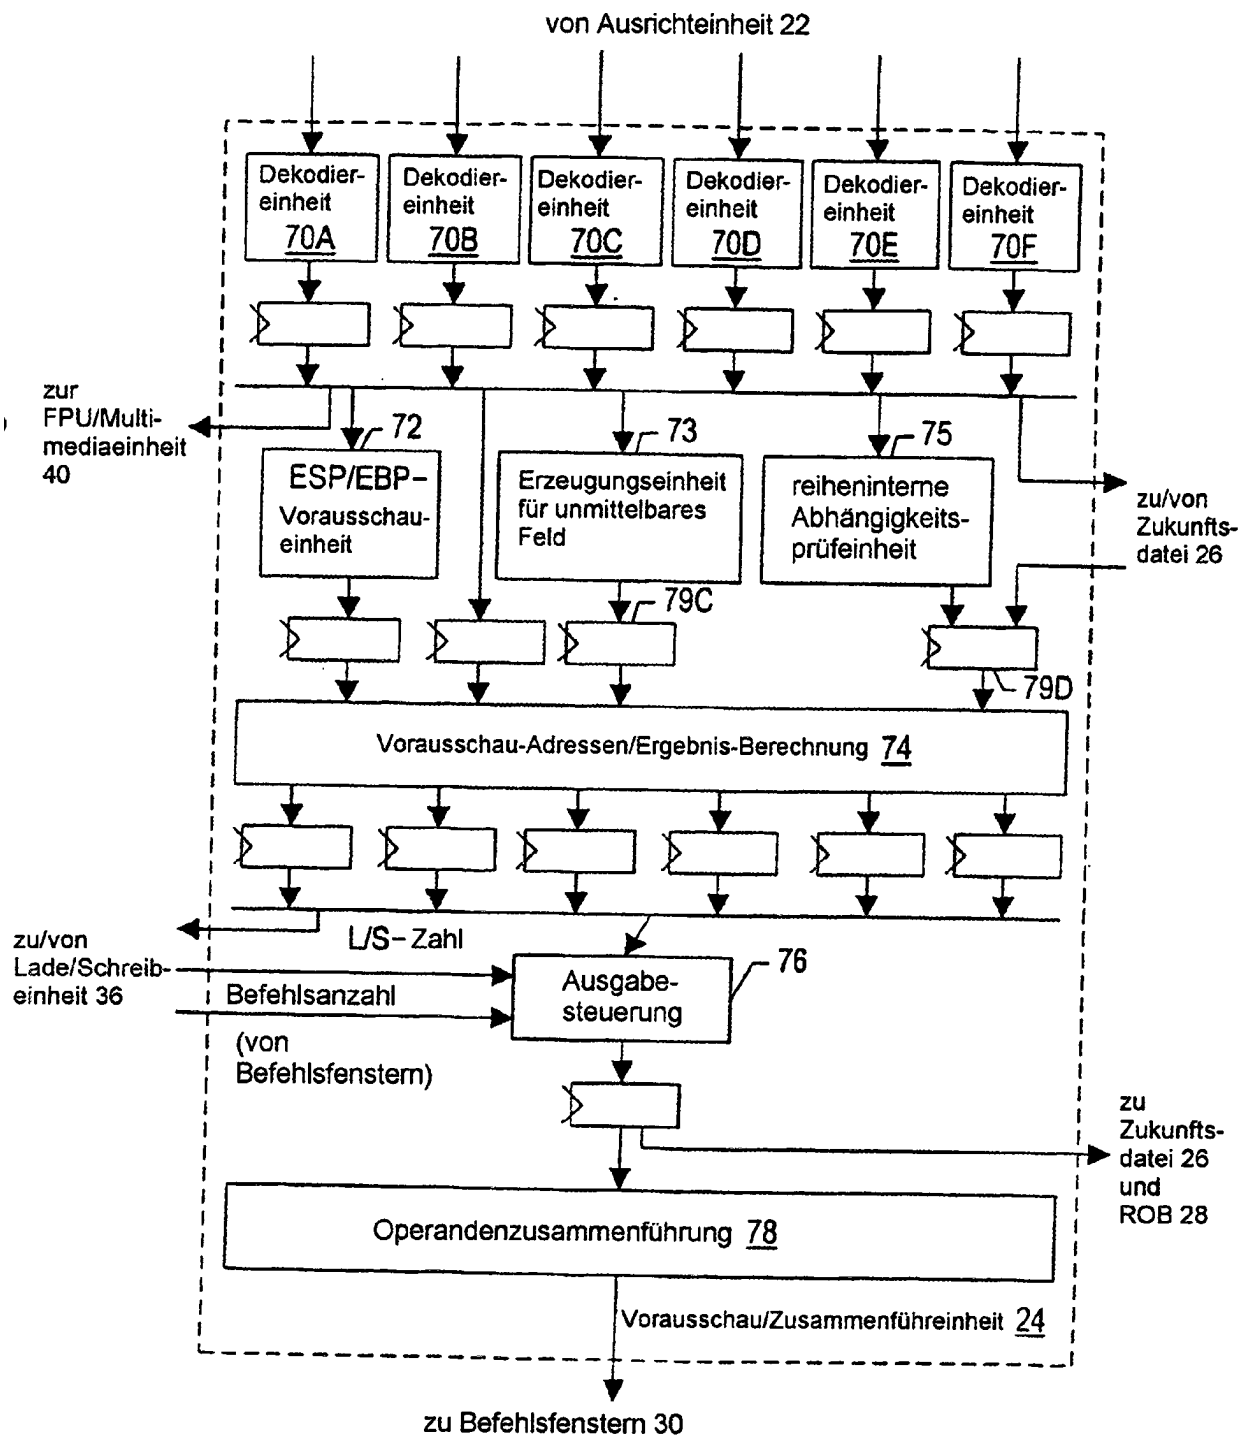 von Ausrichteinheit 22
Dekodier-
einheit
70A
Dekodier-
einheit
70B
Dekodier-
einheit
70C
Dekodier-
einheit
70D
Dekodier-
einheit
70E
Dekodier-
einheit
70F
zur
FPU/Multi-
mediaeinheit
40
72
ESP/EBP-
Vorausschau-
einheit
73
Erzeugungseinheit
für unmittelbares
Feld
75
reiheninterne
Abhängigkeits-
prüfeinheit
zu/von
Zukunfts-
datei 26
79C
79D
Vorausschau-Adressen/Ergebnis-Berechnung 74
zu/von
Lade/Schreib-
einheit 36
L/S-Zahl
Befehlsanzahl
(von
Befehlsfenstern)
Ausgabe-
steuerung
76
zu
Zukunfts-
datei 26
und
ROB 28
Operandenzusammenführung 78
Vorausschau/Zusammenführeinheit 24
zu Befehlsfenstern 30